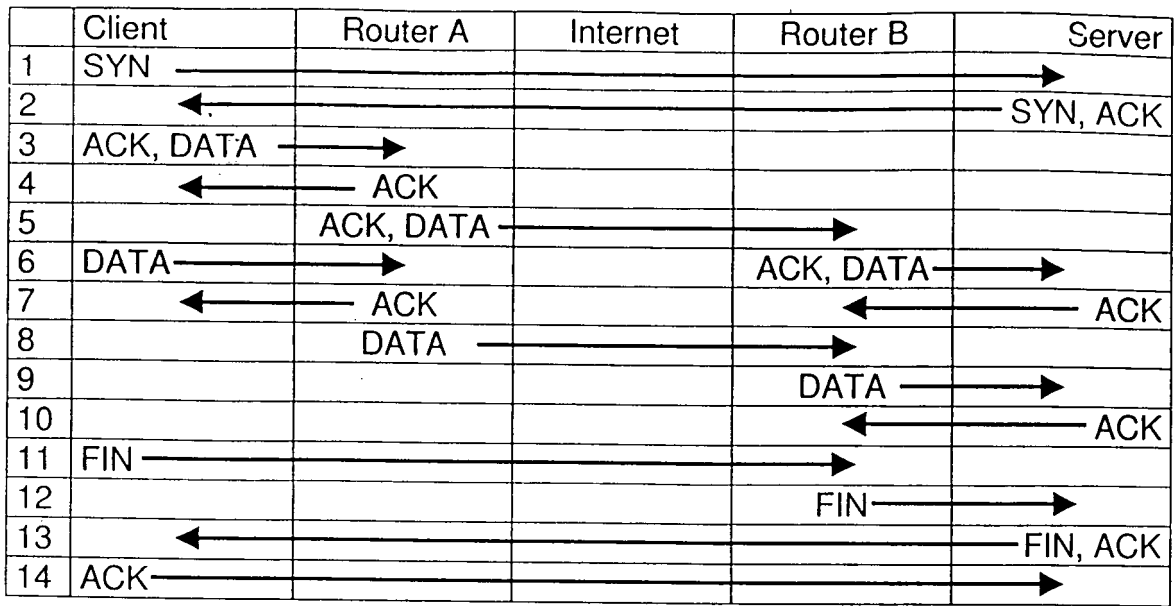 Client Router A Internet Router B Server
1 SYN
2 SYN, ACK
3 ACK, DATA
4 ACK
5 ACK, DATA
6 DATA ACK, DATA
7 ACK ACK
8 DATA
9 DATA
10 ACK
11 FIN
12 FIN
13 FIN, ACK
14 ACK